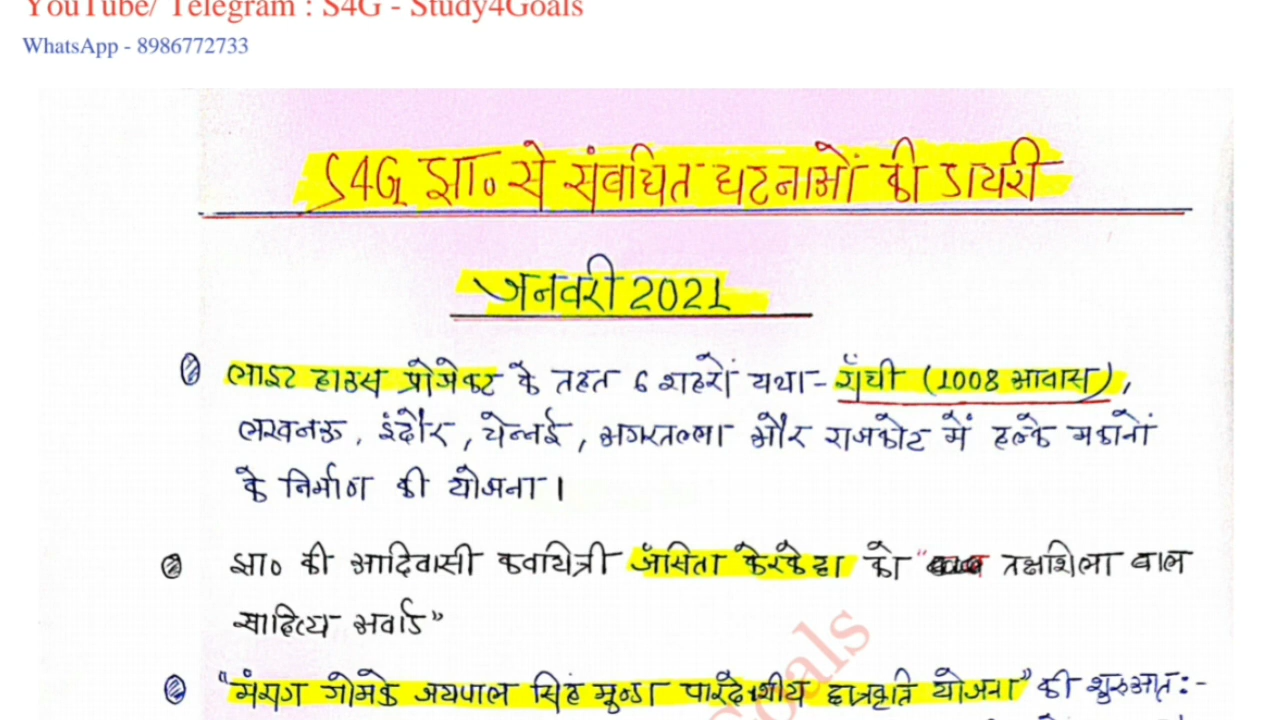 YouTube/ Telegram : S4G - Study4Goals
WhatsApp - 8986772733
S4G झा० से संबधित घटनाओं की डायरी
जनवरी 2021
लाइट हाउस प्रोजेक्ट के तहत 6 शहरों यथा- राँची (1008 आवास),
लखनऊ, इंदौर, चेन्नई, अगरतल्ला और राजकोट में हल्के मकानों
के निर्माण की योजना।
झा० की आदिवासी कवयित्री जँसिता केरकेट्टा को " तक्षशिला बाल
साहित्य अवार्ड"
"मंराग गोमके जयपाल सिंह मुण्डा पारदेशीय छात्रवृति योजना" की शुरुआत:-
Goals